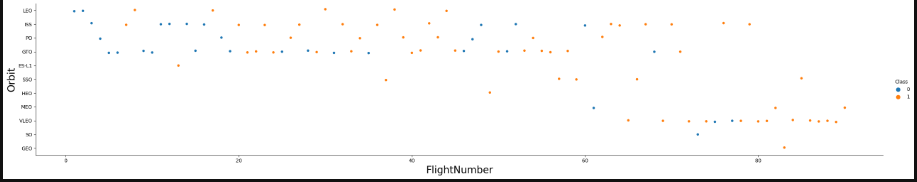 LEO
ISS
PO
GTO
ES-L1
SSO
HEO
MEO
VLEO
SO
GEO
Orbit
0
20
40
60
80
FlightNumber
Class
0
1